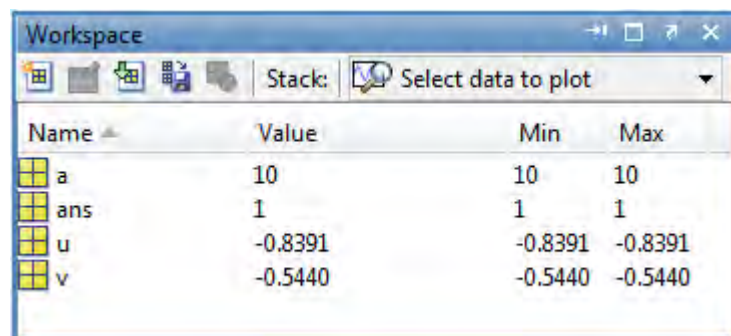 Workspace
Stack: Select data to plot
Name Value Min Max
a 10 10 10
ans 1 1 1
u -0.8391 -0.8391 -0.8391
v -0.5440 -0.5440 -0.5440